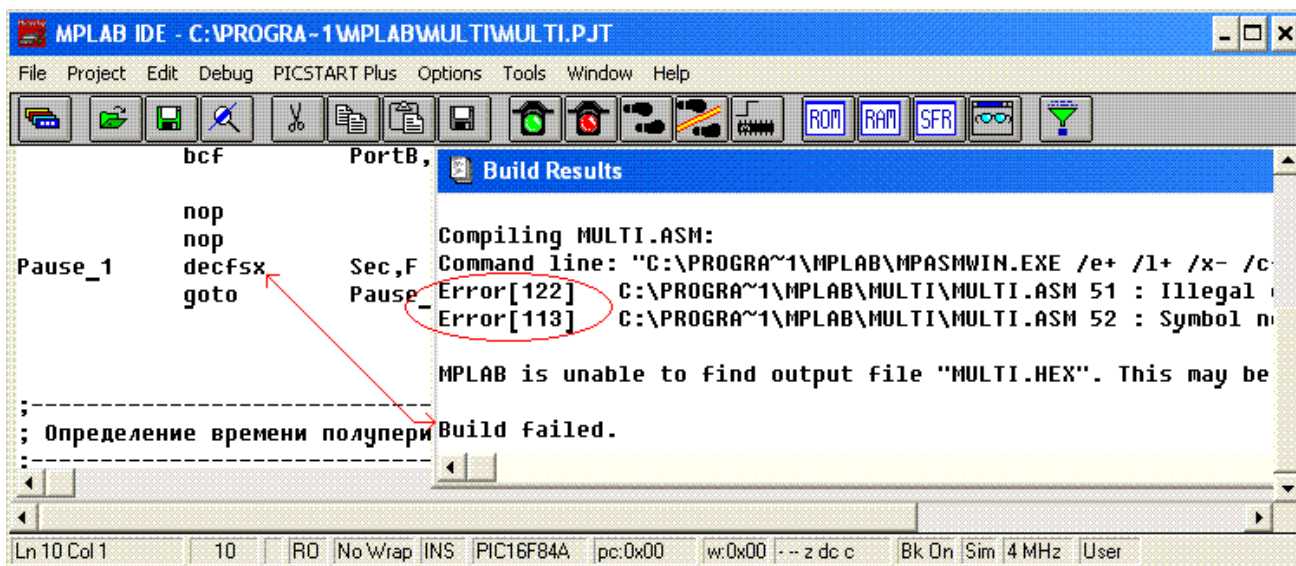 MPLAB IDE - C:\PROGRA~1\MPLAB\MULTI\MULTI.PJT
File Project Edit Debug PICSTART Plus Options Tools Window Help
ROM RAM SFR
bcf PortB,
nop
nop
Pause_1 decfsx Sec,F
goto Pause_
;-----------------------------------
; Определение времени полупери
;-----------------------------------
Build Results
Compiling MULTI.ASM:
Command line: "C:\PROGRA~1\MPLAB\MPASMWIN.EXE /e+ /l+ /x- /c
Error[122] C:\PROGRA~1\MPLAB\MULTI\MULTI.ASM 51 : Illegal
Error[113] C:\PROGRA~1\MPLAB\MULTI\MULTI.ASM 52 : Symbol
MPLAB is unable to find output file "MULTI.HEX". This may be
Build failed.
Ln 10 Col 1 10 RO No Wrap INS PIC16F84A pc:0x00 w:0x00 - -- z dc c Bk On Sim 4 MHz User